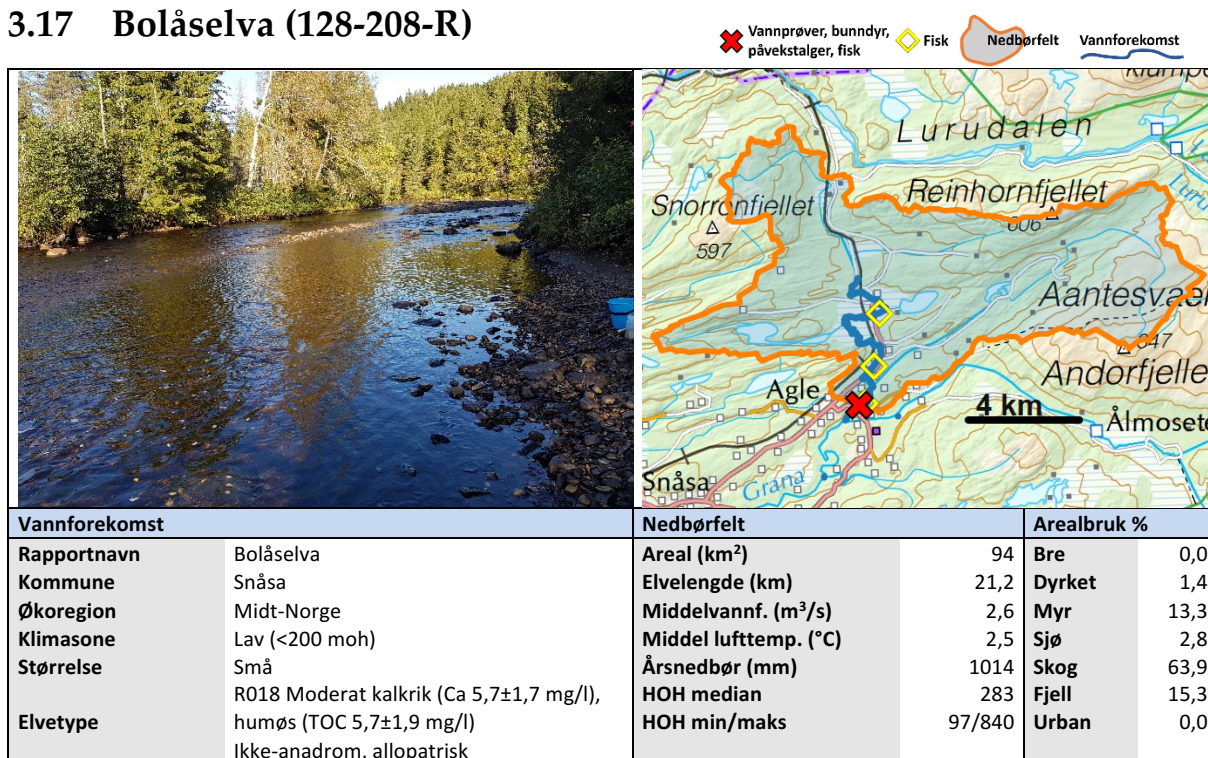 3.17 Bolåselva (128-208-R)
Vannprøver, bunndyr,
påvekstalger, fisk
Fisk
Nedbørfelt
Vannforekomst
Lurudalen
Reinhornfjellet
606
Snorronfjellet
597
Andorfjelle
Agle
4 km
Ålmosete
Snåsa
Grana
Vannforekomst
Rapportnavn Bolåselva
Kommune Snåsa
Økoregion Midt-Norge
Klimasone Lav (<200 moh)
Størrelse Små
Elvetype R018 Moderat kalkrik (Ca 5,7±1,7 mg/l),
humøs (TOC 5,7±1,9 mg/l)
Ikke-anadrom, allopatrisk
Nedbørfelt
Areal (km²) 94
Elvelengde (km) 21,2
Middelvannf. (m³/s) 2,6
Middel lufttemp. (°C) 2,5
Årsnedbør (mm) 1014
HOH median 283
HOH min/maks 97/840
Arealbruk %
Bre 0,0
Dyrket 1,4
Myr 13,3
Sjø 2,8
Skog 63,9
Fjell 15,3
Urban 0,0